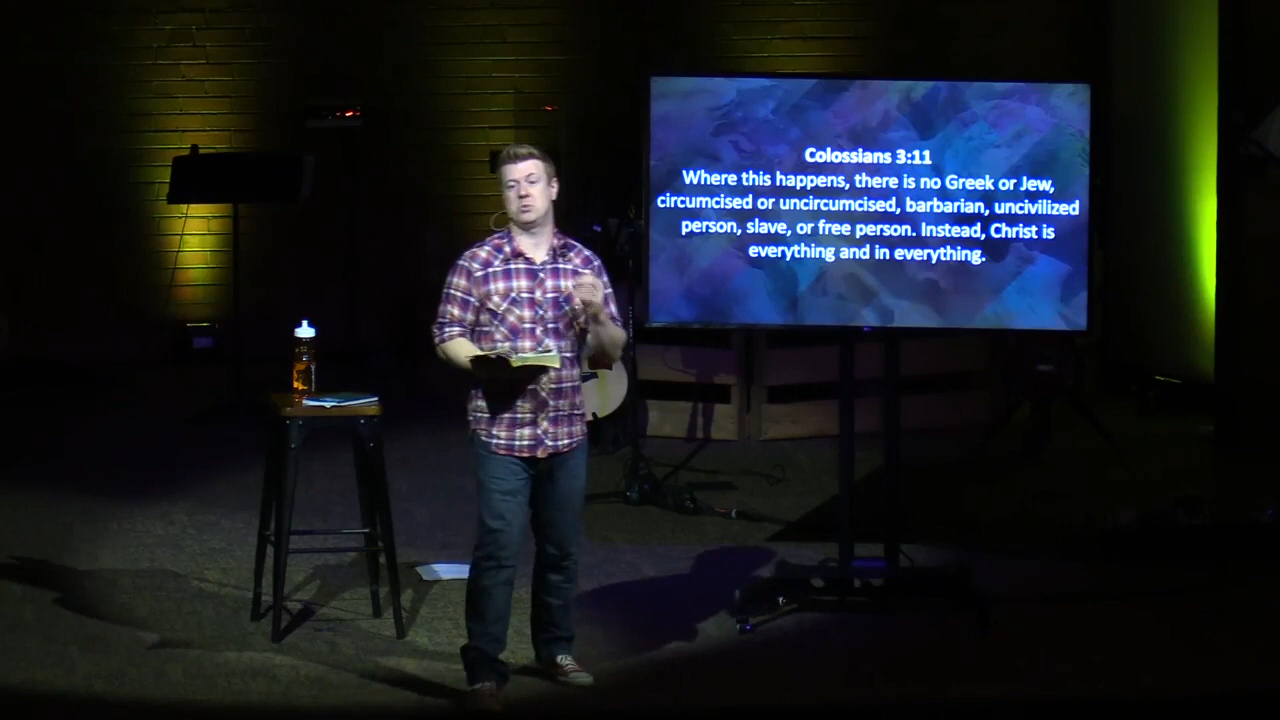 Colossians 3:11
Where this happens, there is no Greek or Jew,
circumcised or uncircumcised, barbarian, uncivilized
person, slave, or free person. Instead, Christ is
everything and in everything.